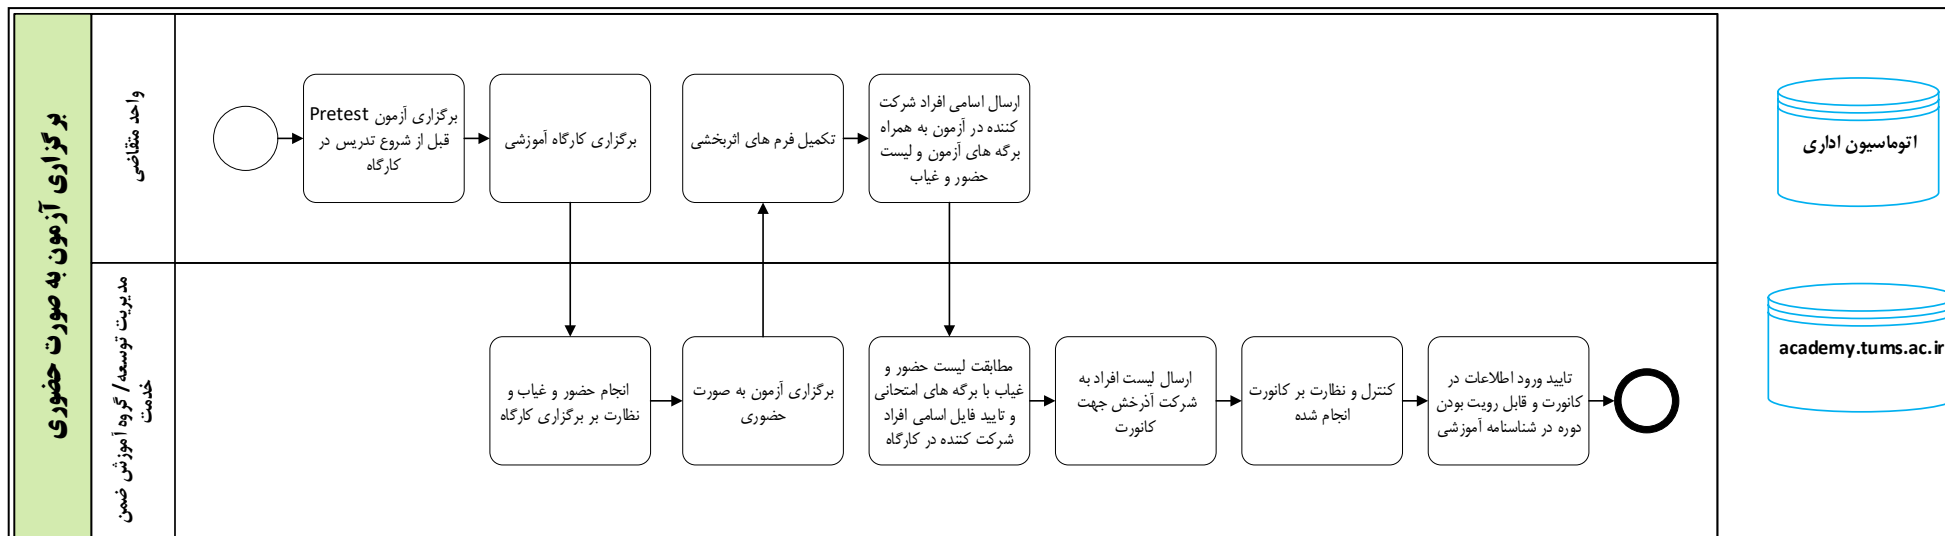 برگزاری آزمون به صورت حضوری
واحد متقاضی
برگزاری آزمون Pretest
قبل از شروع تدریس در
کارگاه
برگزاری کارگاه آموزشی
تکمیل فرم های اثربخشی
ارسال اسامی افراد شرکت
کننده در آزمون به همراه
برگه های آزمون و لیست
حضور و غیاب
مدیریت توسعه/ گروه آموزش ضمن
خدمت
انجام حضور و غیاب و
نظارت بر برگزاری کارگاه
برگزاری آزمون به صورت
حضوری
مطابقت لیست حضور و
غیاب با برگه های امتحانی
و تایید فایل اسامی افراد
شرکت کننده در کارگاه
ارسال لیست افراد به
شرکت آذرخش جهت
کانورت
کنترل و نظارت بر کانورت
انجام شده
تایید ورود اطلاعات در
کانورت و قابل رویت بودن
دوره در شناسنامه آموزشی
اتوماسیون اداری
academy.tums.ac.ir